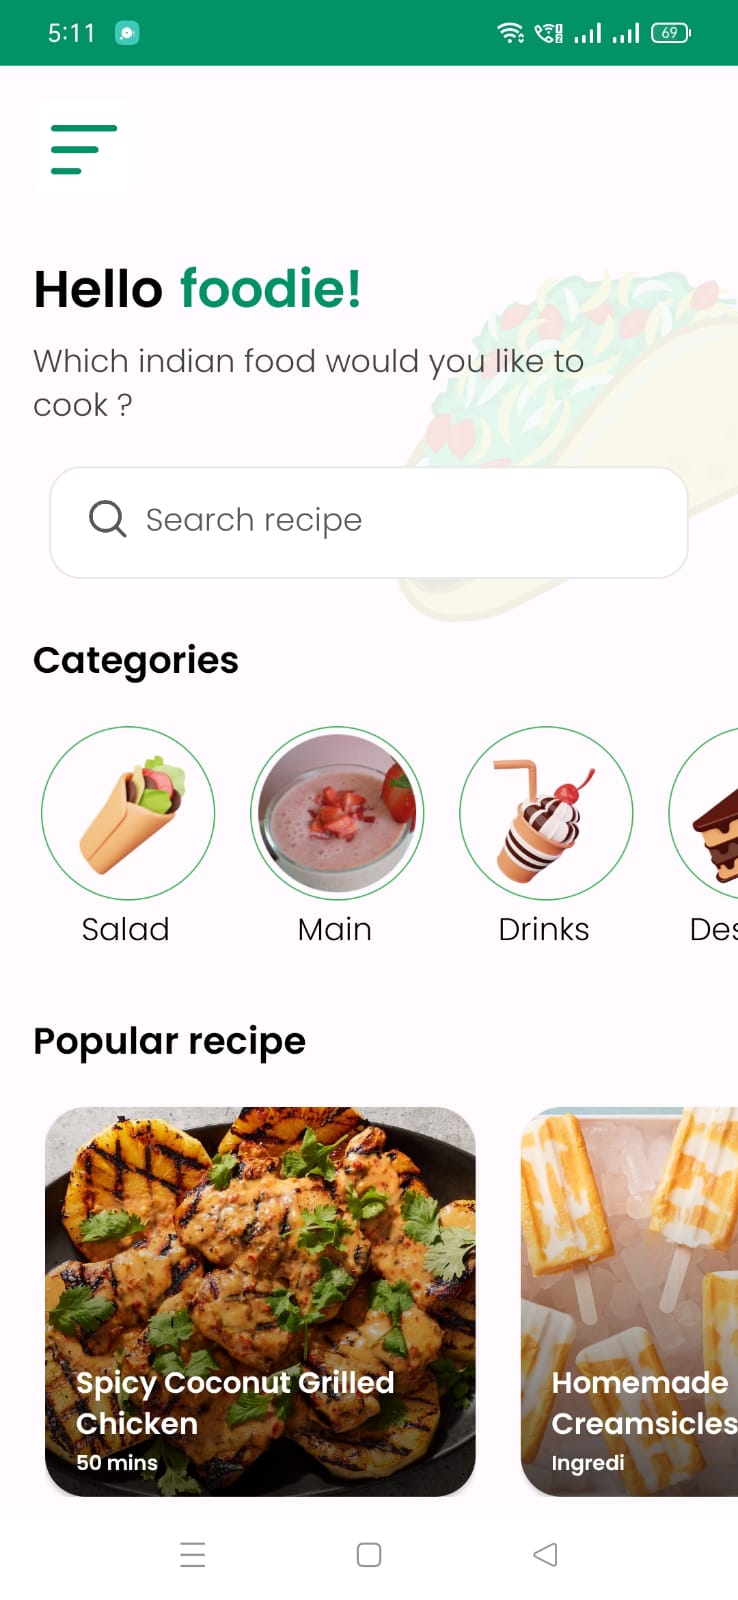 5:11
69
Hello foodie!
Which indian food would you like to
cook ?
Search recipe
Categories
Salad
Main
Drinks
Des
Popular recipe
Spicy Coconut Grilled
Chicken
50 mins
Homemade
Creamsicles
Ingredi